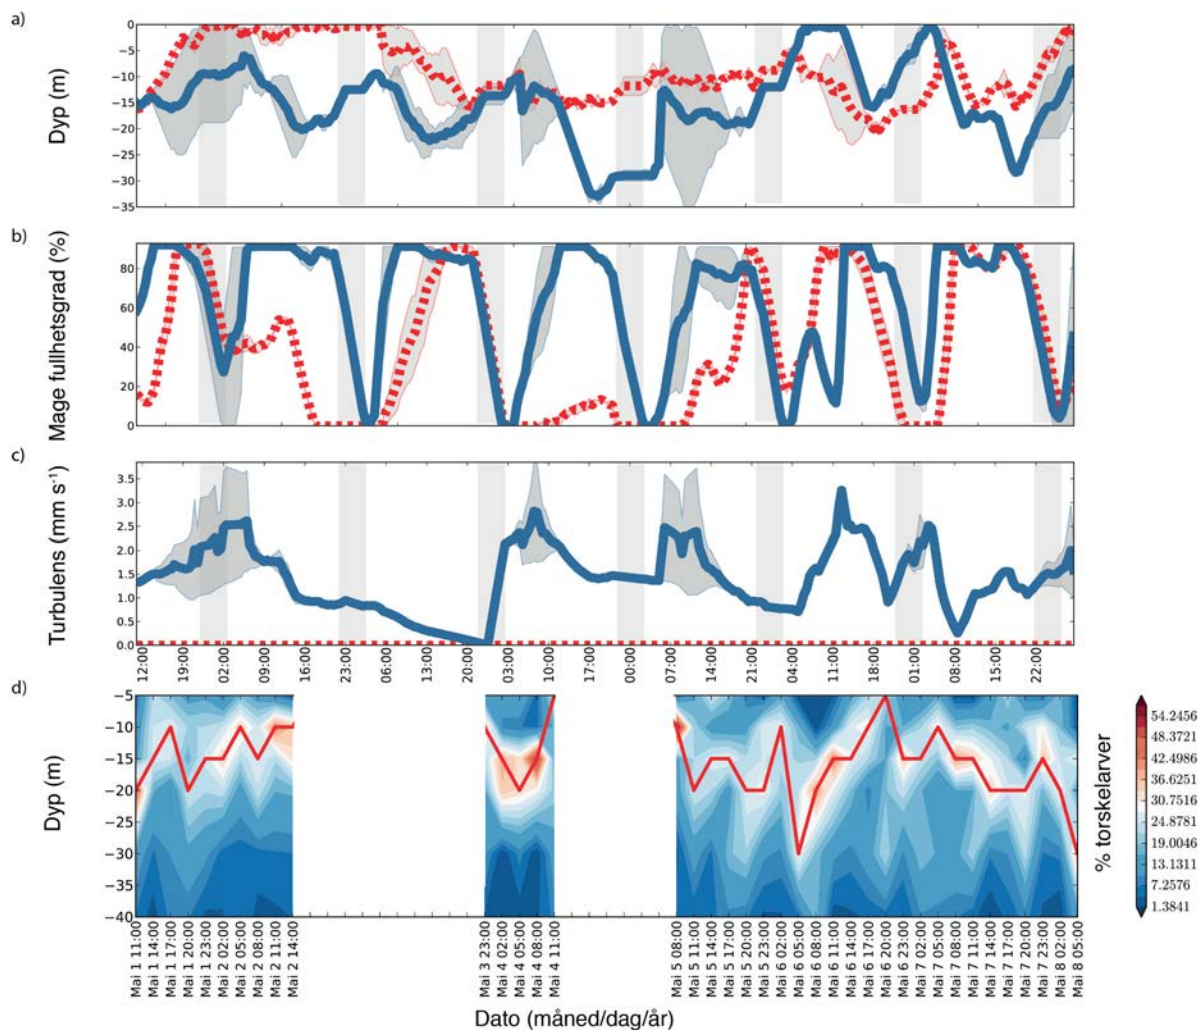 a)
Dyp (m)
0
−5
−10
−15
−20
−25
−30
−35
b)
Mage fullhetsgrad (%)
80
60
40
20
0
c)
Turbulens (mm s⁻¹)
3.5
3.0
2.5
2.0
1.5
1.0
0.5
0.0
12:00
19:00
02:00
09:00
16:00
23:00
06:00
13:00
20:00
03:00
10:00
17:00
00:00
07:00
14:00
21:00
04:00
11:00
18:00
01:00
08:00
15:00
22:00
d)
Dyp (m)
−5
−10
−15
−20
−25
−30
−35
−40
Mai 1 11:00
Mai 1 14:00
Mai 1 17:00
Mai 1 20:00
Mai 1 23:00
Mai 2 02:00
Mai 2 05:00
Mai 2 08:00
Mai 2 11:00
Mai 2 14:00
Mai 3 23:00
Mai 4 02:00
Mai 4 05:00
Mai 4 08:00
Mai 4 11:00
Mai 5 08:00
Mai 5 11:00
Mai 5 14:00
Mai 5 17:00
Mai 5 20:00
Mai 5 23:00
Mai 6 02:00
Mai 6 05:00
Mai 6 08:00
Mai 6 11:00
Mai 6 14:00
Mai 6 17:00
Mai 6 20:00
Mai 6 23:00
Mai 7 02:00
Mai 7 05:00
Mai 7 08:00
Mai 7 11:00
Mai 7 14:00
Mai 7 17:00
Mai 7 20:00
Mai 7 23:00
Mai 8 02:00
Mai 8 05:00
Dato (måned/dag/år)
% torskelarver
54.2456
48.3721
42.4986
36.6251
30.7516
24.8781
19.0046
13.1311
7.2576
1.3841